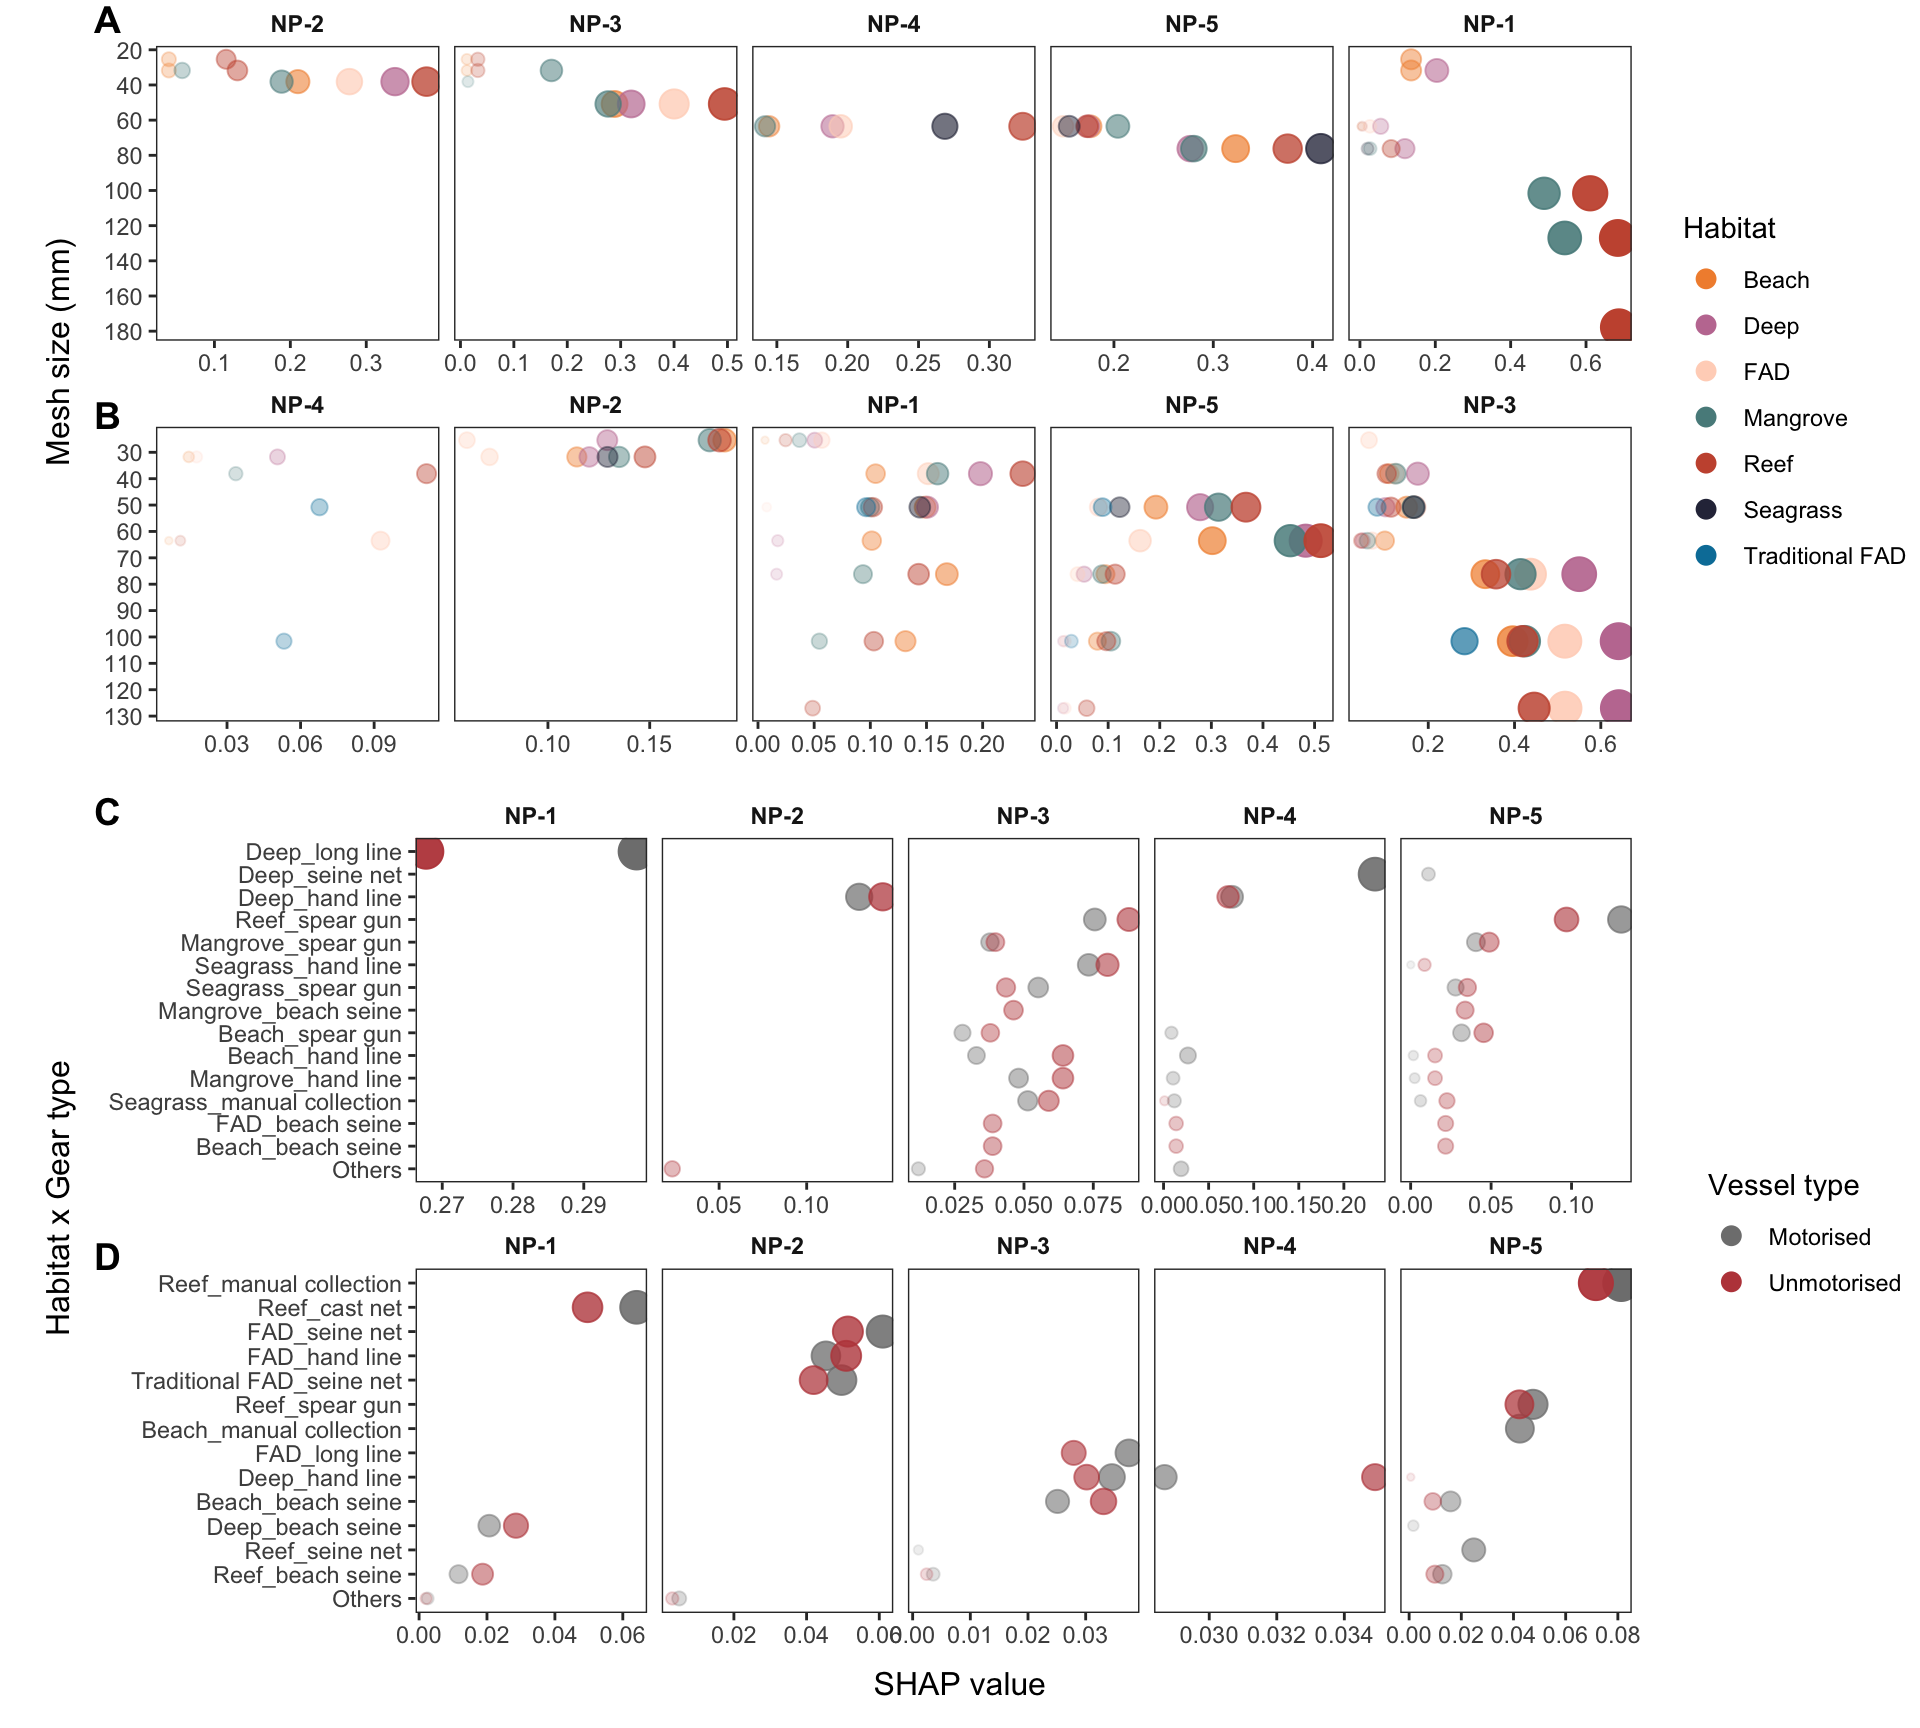 A
NP-2 NP-3 NP-4 NP-5 NP-1
20
40
60
80
100
120
140
160
180
0.1 0.2 0.3 0.0 0.1 0.2 0.3 0.4 0.5 0.15 0.20 0.25 0.30 0.2 0.3 0.4 0.0 0.2 0.4 0.6
Mesh size (mm)
B
NP-4 NP-2 NP-1 NP-5 NP-3
30
40
50
60
70
80
90
100
110
120
130
0.03 0.06 0.09 0.10 0.15 0.00 0.05 0.10 0.15 0.20 0.0 0.1 0.2 0.3 0.4 0.5 0.2 0.4 0.6
Habitat
Beach
Deep
FAD
Mangrove
Reef
Seagrass
Traditional FAD
C
NP-1 NP-2 NP-3 NP-4 NP-5
Deep_long line
Deep_seine net
Deep_hand line
Reef_spear gun
Mangrove_spear gun
Seagrass_hand line
Seagrass_spear gun
Mangrove_beach seine
Beach_spear gun
Beach_hand line
Mangrove_hand line
Seagrass_manual collection
FAD_beach seine
Beach_beach seine
Others
0.27 0.28 0.29 0.05 0.10 0.025 0.050 0.075 0.00 0.05 0.10 0.15 0.20 0.00 0.05 0.10
Habitat x Gear type
D
NP-1 NP-2 NP-3 NP-4 NP-5
Reef_manual collection
Reef_cast net
FAD_seine net
FAD_hand line
Traditional FAD_seine net
Reef_spear gun
Beach_manual collection
FAD_long line
Deep_hand line
Beach_beach seine
Deep_beach seine
Reef_seine net
Reef_beach seine
Others
0.00 0.02 0.04 0.06 0.02 0.04 0.06 0.00 0.01 0.02 0.03 0.030 0.032 0.034 0.00 0.02 0.04 0.06 0.08
SHAP value
Vessel type
Motorised
Unmotorised